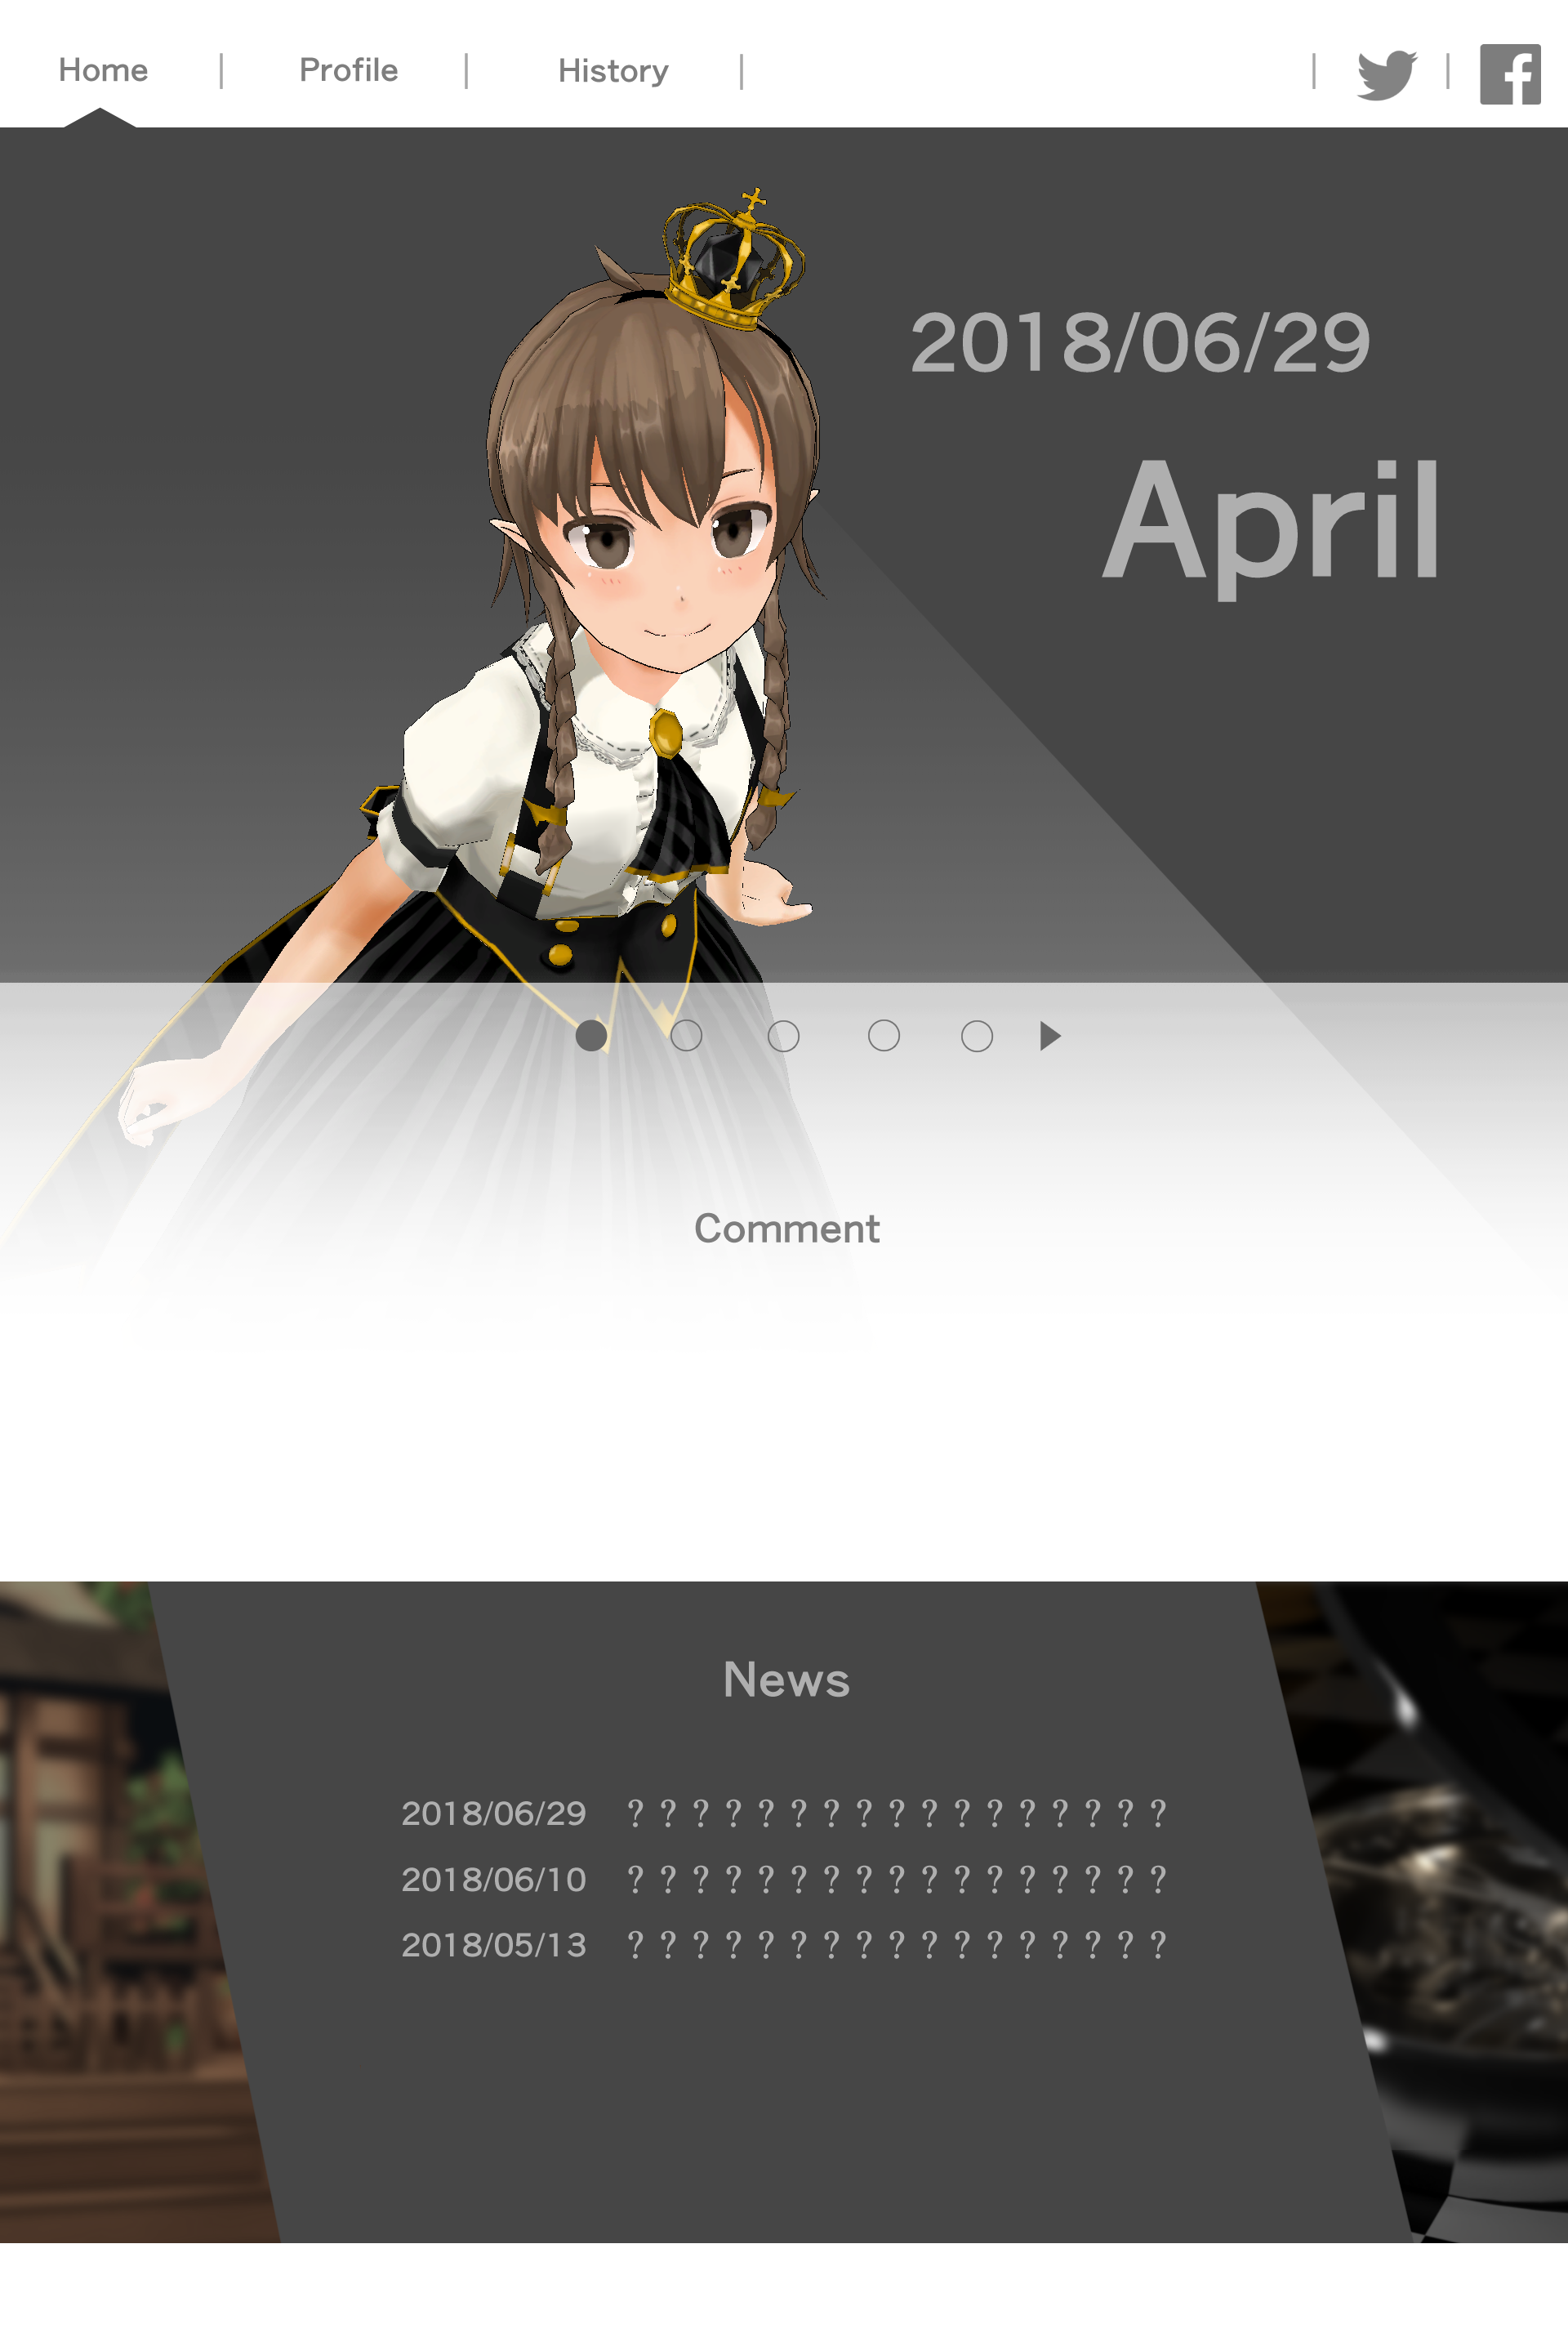 Home | Profile | History |
2018/06/29
April
Comment
News
2018/06/29 ？？？？？？？？？？？？？？？？？
2018/06/10 ？？？？？？？？？？？？？？？？？
2018/05/13 ？？？？？？？？？？？？？？？？？